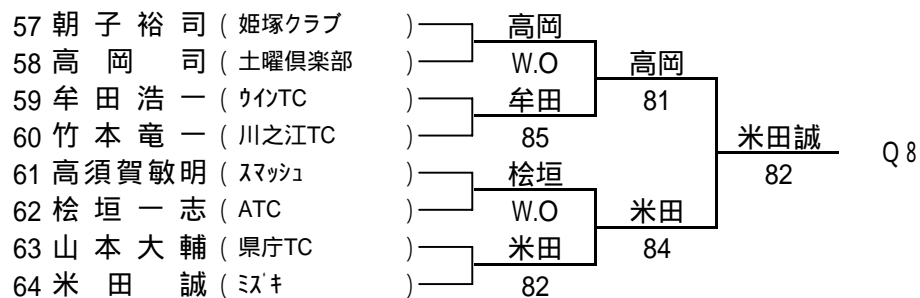 57 朝子裕司 ( 姫塚クラブ ) 高岡
58 高岡 司 ( 土曜倶楽部 ) W.O 高岡
59 牟田浩一 ( ウインTC ) 牟田 81
60 竹本竜一 ( 川之江TC ) 85 米田誠 Q8
61 高須賀敏明 ( スマッシュ ) 桧垣 82
62 桧垣一志 ( ATC ) W.O 米田
63 山本大輔 ( 県庁TC ) 米田 84
64 米田 誠 ( ミズキ 82